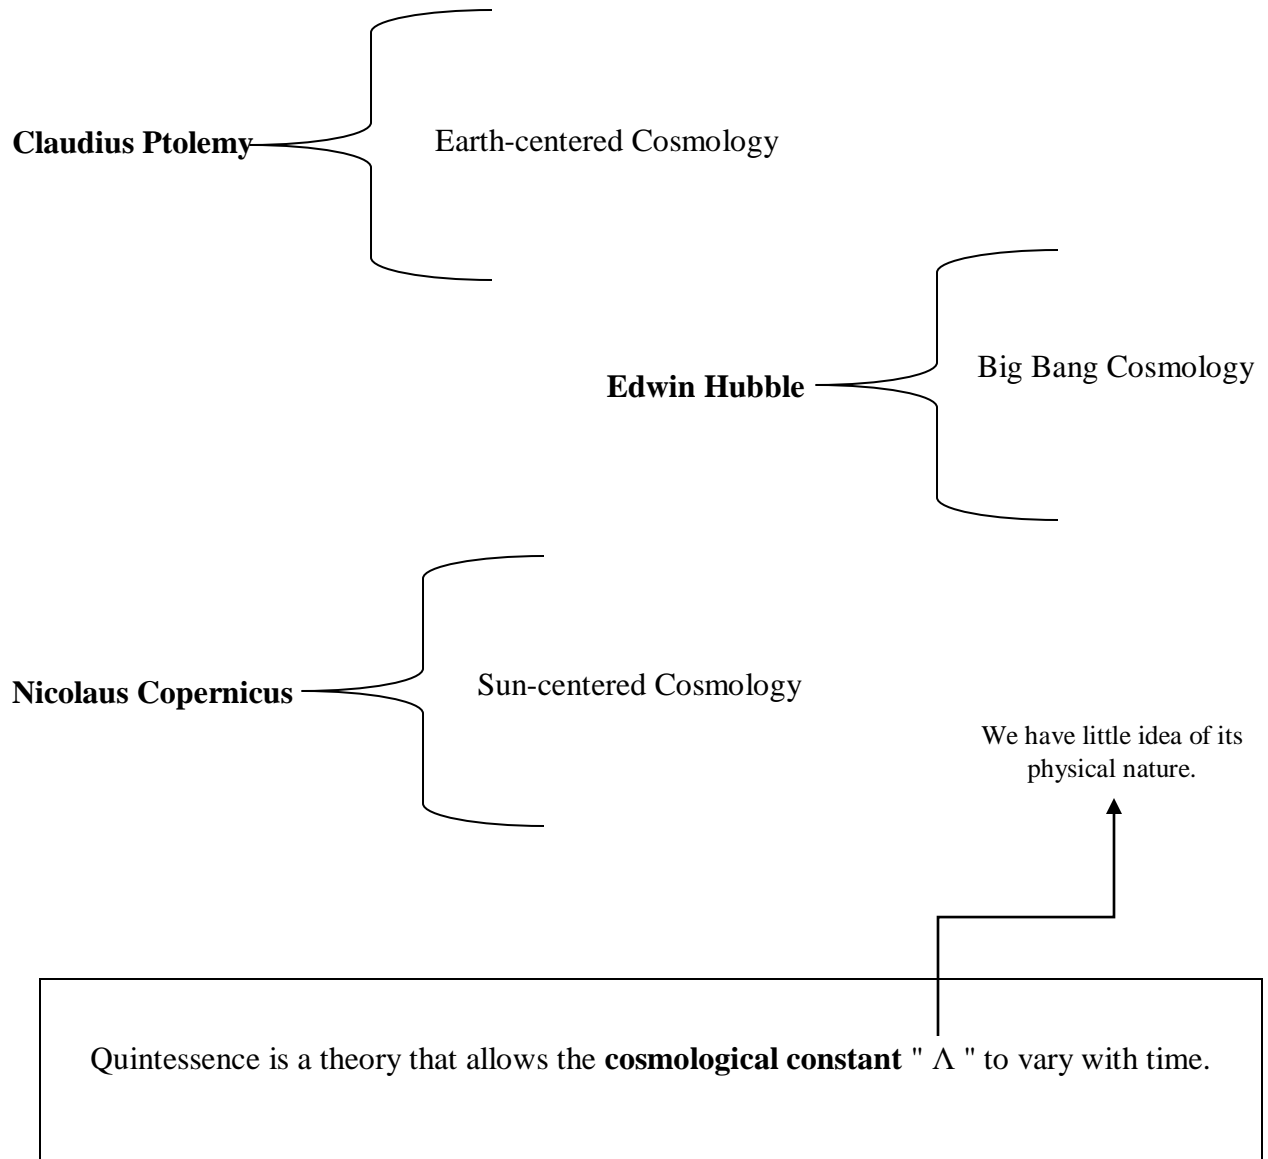 Claudius Ptolemy
Earth-centered Cosmology
Big Bang Cosmology
Edwin Hubble
Sun-centered Cosmology
Nicolaus Copernicus
We have little idea of its
physical nature.
Quintessence is a theory that allows the cosmological constant " Λ " to vary with time.